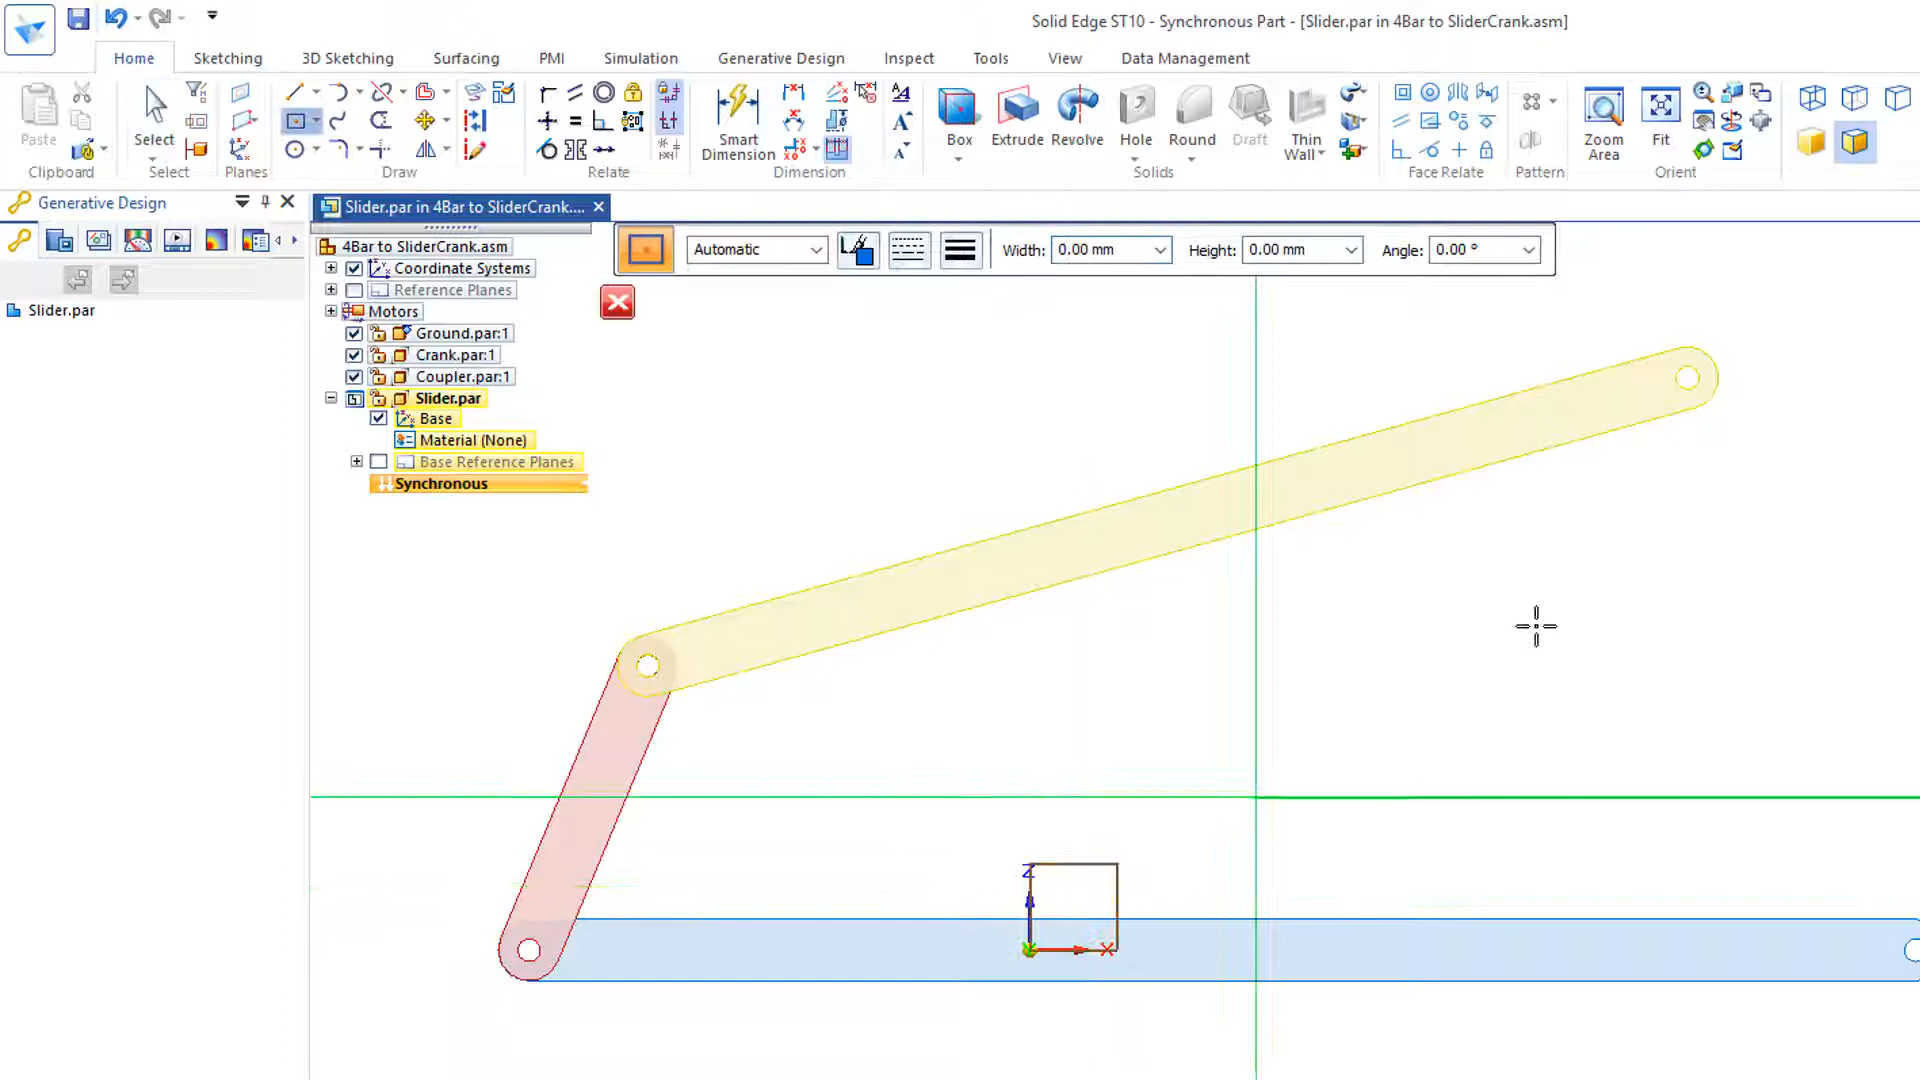 Solid Edge ST10 - Synchronous Part - [Slider.par in 4Bar to SliderCrank.asm]
Home
Sketching
3D Sketching
Surfacing
PMI
Simulation
Generative Design
Inspect
Tools
View
Data Management
Paste
Clipboard
Select
Select
Planes
Draw
Relate
Smart
Dimension
Dimension
Box
Extrude
Revolve
Hole
Round
Draft
Thin
Wall
Solids
Face Relate
Pattern
Zoom
Area
Fit
Orient
Generative Design
Slider.par
Slider.par in 4Bar to SliderCrank....
4Bar to SliderCrank.asm
Coordinate Systems
Reference Planes
Motors
Ground.par:1
Crank.par:1
Coupler.par:1
Slider.par
Base
Material (None)
Base Reference Planes
Synchronous
Automatic
Width: 0.00 mm
Height: 0.00 mm
Angle: 0.00 °
Z
X